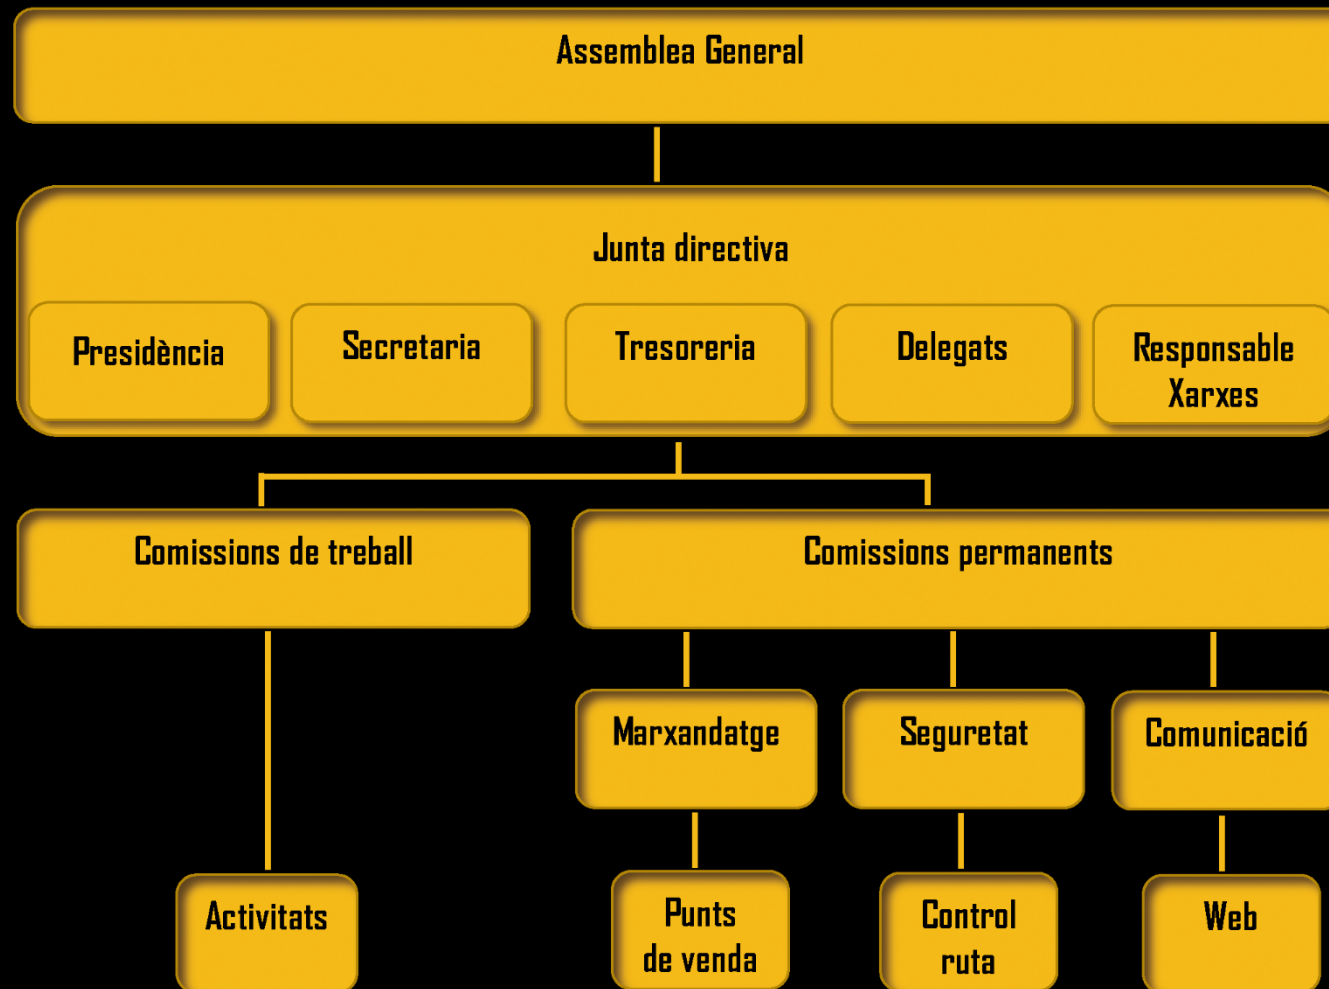 Assemblea General
Junta directiva
Presidència
Secretaria
Tresoreria
Delegats
Responsable
Xarxes
Comissions de treball
Comissions permanents
Marxandatge
Seguretat
Comunicació
Activitats
Punts
de venda
Control
ruta
Web